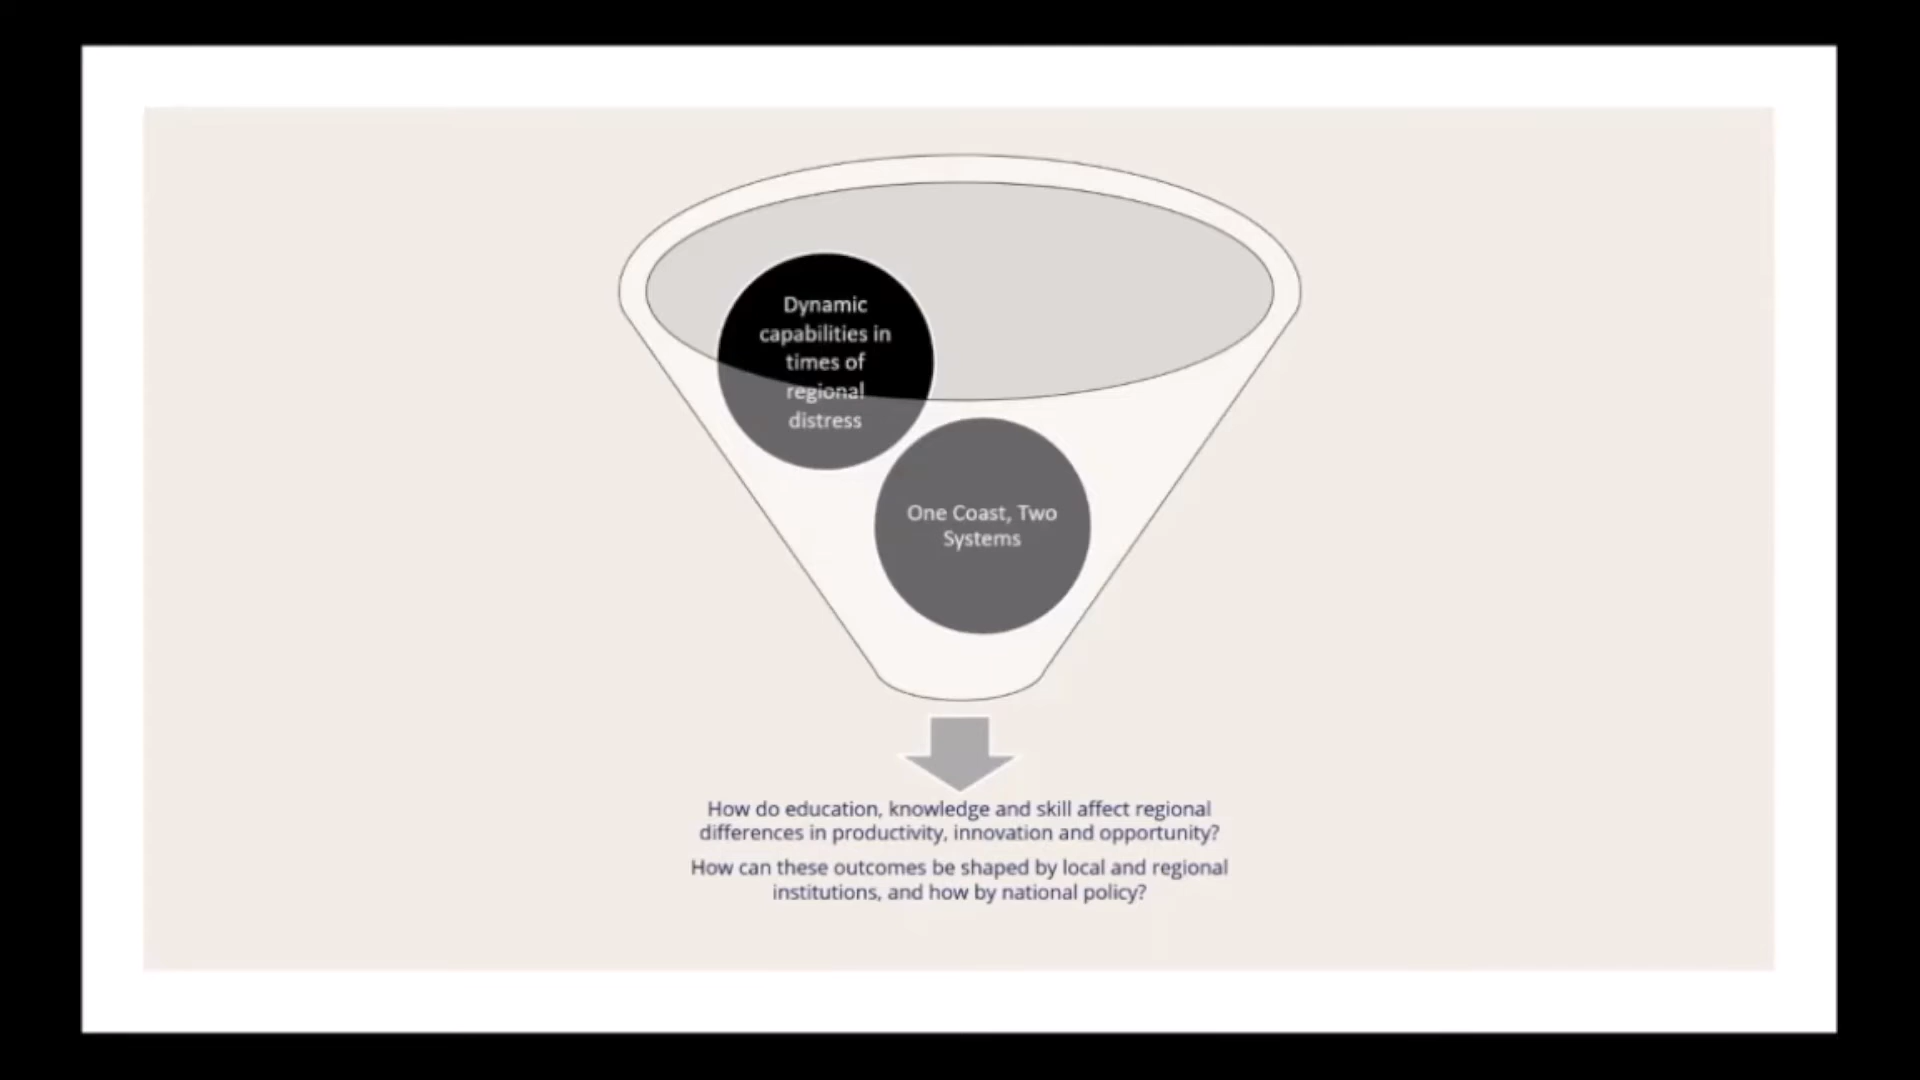 Dynamic
capabilities in
times of
regional
distress
One Coast, Two
Systems
How do education, knowledge and skill affect regional
differences in productivity, innovation and opportunity?
How can these outcomes be shaped by local and regional
institutions, and how by national policy?